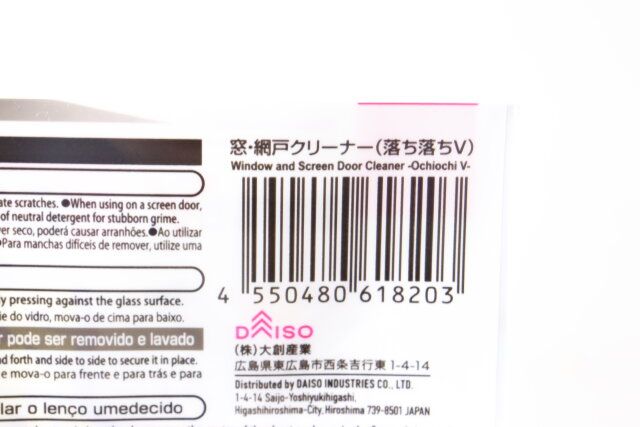 窓・網戸クリーナー(落ち落ちV)
Window and Screen Door Cleaner -Ochiochi V-
4 550480 618203
DAISO
(株)大創産業
広島県東広島市西条吉行東 1-4-14
Distributed by DAISO INDUSTRIES CO., LTD.
1-4-14 Saijo-Yoshiyukihigashi,
Higashihiroshima-City, Hiroshima 739-8501 JAPAN
scratches. ●When using on a screen door,
of neutral detergent for stubborn grime.
seco, poderá causar arranhões.●Ao utilizar
Para manchas difíceis de remover, utilize uma
pressing against the glass surface.
do vidro, mova-o de cima para baixo.
pode ser removido e lavado
forth and side to side to secure it in place.
e mova-o para frente e para trás e para
o lenço umedecido